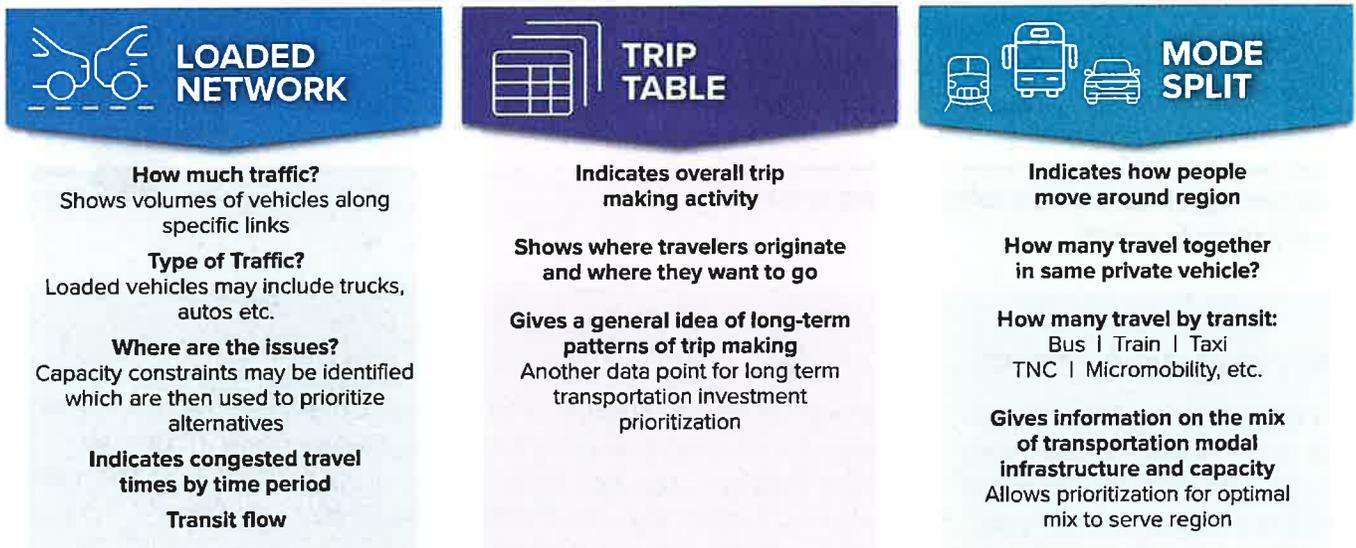 LOADED
NETWORK
How much traffic?
Shows volumes of vehicles along
specific links
Type of Traffic?
Loaded vehicles may include trucks,
autos etc.
Where are the issues?
Capacity constraints may be identified
which are then used to prioritize
alternatives
Indicates congested travel
times by time period
Transit flow
TRIP
TABLE
Indicates overall trip
making activity
Shows where travelers originate
and where they want to go
Gives a general idea of long-term
patterns of trip making
Another data point for long term
transportation investment
prioritization
MODE
SPLIT
Indicates how people
move around region
How many travel together
in same private vehicle?
How many travel by transit:
Bus | Train | Taxi
TNC | Micromobility, etc.
Gives information on the mix
of transportation modal
infrastructure and capacity
Allows prioritization for optimal
mix to serve region